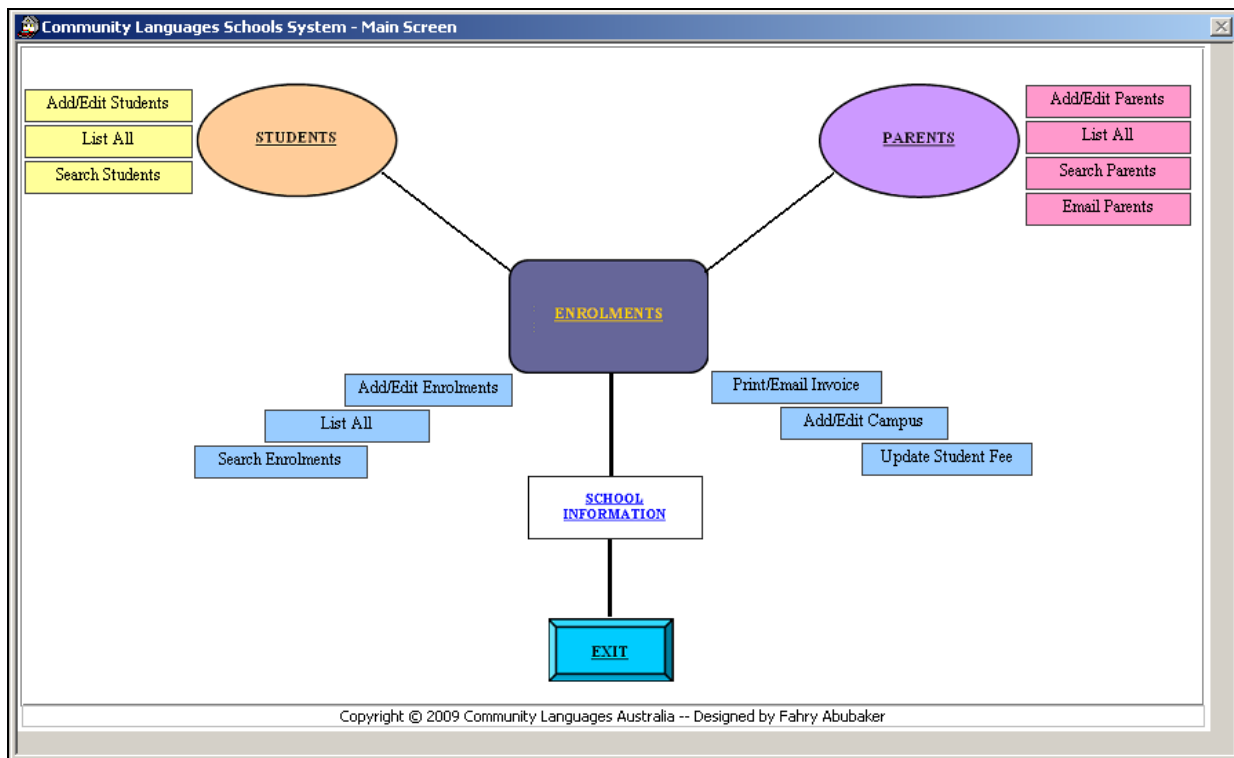 Community Languages Schools System - Main Screen
Add/Edit Students
List All
Search Students
STUDENTS
PARENTS
Add/Edit Parents
List All
Search Parents
Email Parents
ENROLMENTS
Add/Edit Enrolments
List All
Search Enrolments
Print/Email Invoice
Add/Edit Campus
Update Student Fee
SCHOOL
INFORMATION
EXIT
Copyright © 2009 Community Languages Australia -- Designed by Fahry Abubaker